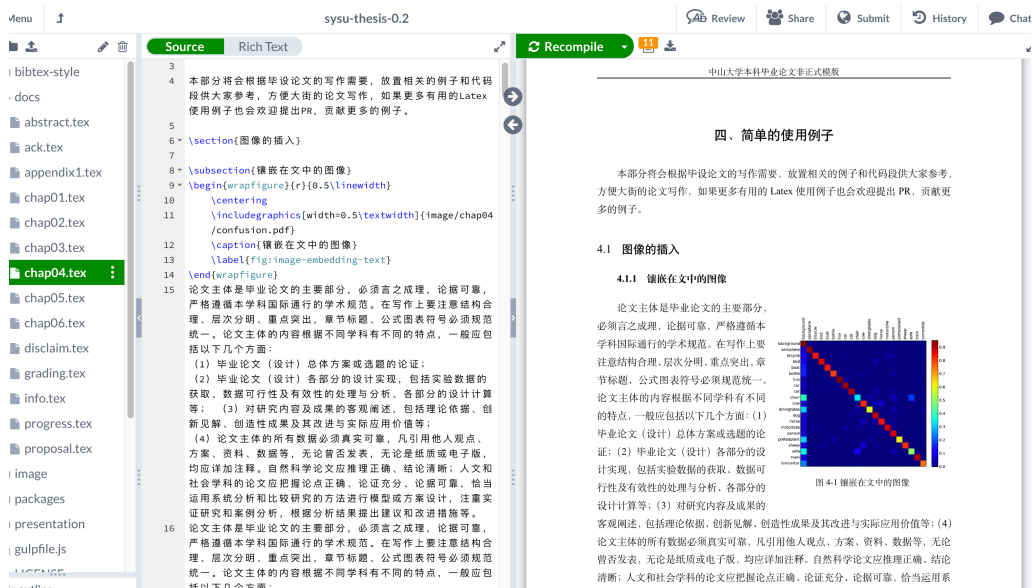 Menu
sysu-thesis-0.2
Review
Share
Submit
History
Chat
Source
Rich Text
Recompile
11
bibtex-style
docs
abstract.tex
ack.tex
appendix1.tex
chap01.tex
chap02.tex
chap03.tex
chap04.tex
chap05.tex
chap06.tex
disclaim.tex
grading.tex
info.tex
progress.tex
proposal.tex
image
packages
presentation
gulpfile.js
3
4 本部分将会根据毕设论文的写作需要，放置相关的例子和代码
段供大家参考，方便大街的论文写作，如果更多有用的Latex
使用例子也会欢迎提出PR，贡献更多的例子。
5
6 \section{图像的插入}
7
8 \subsection{镶嵌在文中的图像}
9 \begin{wrapfigure}{r}{0.5\linewidth}
10 \centering
11 \includegraphics[width=0.5\textwidth]{image/chap04
/confusion.pdf}
12 \caption{镶嵌在文中的图像}
13 \label{fig:image-embedding-text}
14 \end{wrapfigure}
15 论文主体是毕业论文的主要部分，必须言之成理，论据可靠，
严格遵循本学科国际通行的学术规范。在写作上要注意结构合
理、层次分明、重点突出，章节标题、公式图表符号必须规范
统一。论文主体的内容根据不同学科有不同的特点，一般应包
括以下几个方面：
（1）毕业论文（设计）总体方案或选题的论证；
（2）毕业论文（设计）各部分的设计实现，包括实验数据的
获取、数据可行性及有效性的处理与分析、各部分的设计计算
等； （3）对研究内容及成果的客观阐述，包括理论依据、创
新见解、创造性成果及其改进与实际应用价值等；
（4）论文主体的所有数据必须真实可靠，凡引用他人观点、
方案、资料、数据等，无论曾否发表，无论是纸质或电子版，
均应详加注释。自然科学论文应推理正确、结论清晰；人文和
社会学科的论文应把握论点正确、论证充分、论据可靠，恰当
运用系统分析和比较研究的方法进行模型或方案设计，注重实
证研究和案例分析，根据分析结果提出建议和改进措施等。
16 论文主体是毕业论文的主要部分，必须言之成理，论据可靠，
严格遵循本学科国际通行的学术规范。在写作上要注意结构合
理、层次分明、重点突出，章节标题、公式图表符号必须规范
统一。论文主体的内容根据不同学科有不同的特点，一般应包
括以下几个方面：
中山大学本科毕业论文非正式模版
四、简单的使用例子
本部分将会根据毕设论文的写作需要，放置相关的例子和代码段供大家参考，
方便大街的论文写作，如果更多有用的 Latex 使用例子也会欢迎提出 PR，贡献更
多的例子。
4.1 图像的插入
4.1.1 镶嵌在文中的图像
论文主体是毕业论文的主要部分，
必须言之成理，论据可靠，严格遵循本
学科国际通行的学术规范。在写作上要
注意结构合理、层次分明、重点突出，章
节标题、公式图表符号必须规范统一。
论文主体的内容根据不同学科有不同
的特点，一般应包括以下几个方面：（1）
毕业论文（设计）总体方案或选题的论
证；（2）毕业论文（设计）各部分的设
计实现，包括实验数据的获取、数据可
行性及有效性的处理与分析、各部分的
设计计算等；（3）对研究内容及成果的
客观阐述，包括理论依据、创新见解、创造性成果及其改进与实际应用价值等；（4）
论文主体的所有数据必须真实可靠，凡引用他人观点、方案、资料、数据等，无论
曾否发表，无论是纸质或电子版，均应详加注释。自然科学论文应推理正确、结论
清晰；人文和社会学科的论文应把握论点正确、论证充分、论据可靠，恰当运用系
background
aeroplane
bicycle
bird
boat
bottle
bus
car
cat
chair
cow
diningtable
dog
horse
motorbike
person
pottedplant
sheep
sofa
train
tvmonitor
0.9
0.8
0.7
0.6
0.5
0.4
0.3
0.2
0.1
0.0
图 4-1 镶嵌在文中的图像